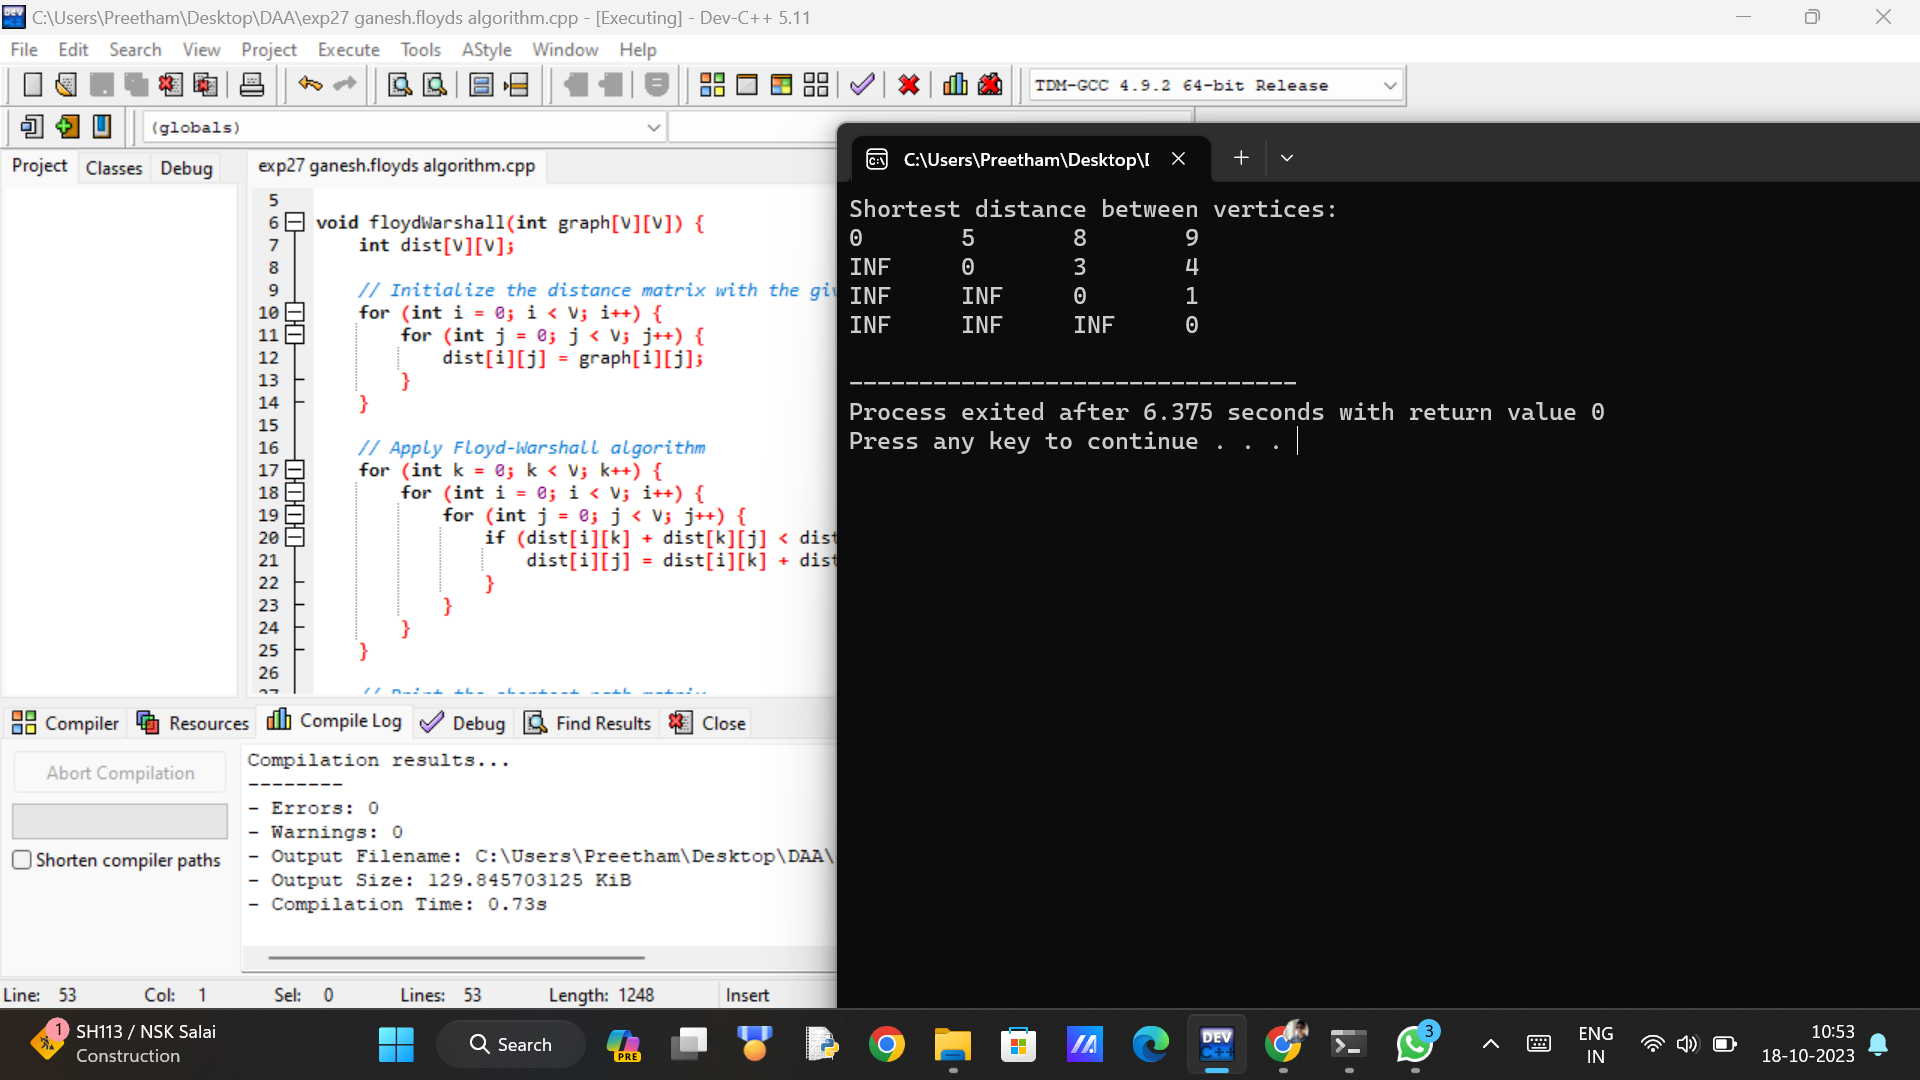 C:\Users\Preetham\Desktop\DAA\exp27 ganesh.floyds algorithm.cpp - [Executing] - Dev-C++ 5.11
File Edit Search View Project Execute Tools AStyle Window Help
TDM-GCC 4.9.2 64-bit Release
(globals)
Project Classes Debug
exp27 ganesh.floyds algorithm.cpp
5
6 void floydWarshall(int graph[V][V]) {
7 int dist[V][V];
8
9 // Initialize the distance matrix with the giv
10 for (int i = 0; i < V; i++) {
11 for (int j = 0; j < V; j++) {
12 dist[i][j] = graph[i][j];
13 }
14 }
15
16 // Apply Floyd-Warshall algorithm
17 for (int k = 0; k < V; k++) {
18 for (int i = 0; i < V; i++) {
19 for (int j = 0; j < V; j++) {
20 if (dist[i][k] + dist[k][j] < dist
21 dist[i][j] = dist[i][k] + dist
22 }
23 }
24 }
25 }
26
27 // Print the shortest path matrix
C:\Users\Preetham\Desktop\
Shortest distance between vertices:
0 5 8 9
INF 0 3 4
INF INF 0 1
INF INF INF 0
--------------------------------
Process exited after 6.375 seconds with return value 0
Press any key to continue . . .
Compiler Resources Compile Log Debug Find Results Close
Abort Compilation
Shorten compiler paths
Compilation results...
--------
- Errors: 0
- Warnings: 0
- Output Filename: C:\Users\Preetham\Desktop\DAA\
- Output Size: 129.845703125 KiB
- Compilation Time: 0.73s
Line: 53 Col: 1 Sel: 0 Lines: 53 Length: 1248 Insert
1
SH113 / NSK Salai
Construction
Search
PRE
DEV
C++
3
ENG
IN
10:53
18-10-2023